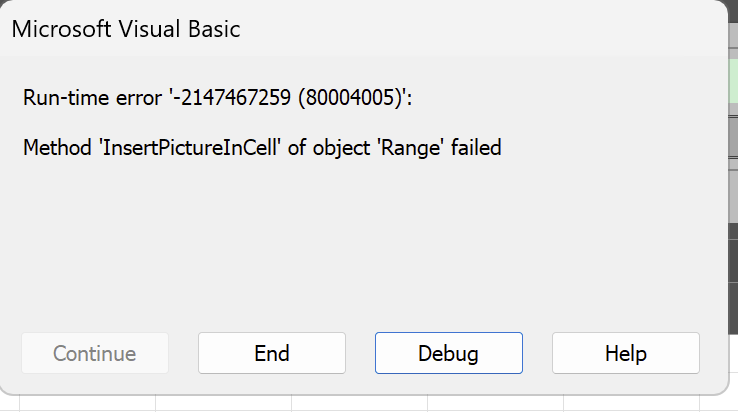 Microsoft Visual Basic
Run-time error '-2147467259 (80004005)':
Method 'InsertPictureInCell' of object 'Range' failed
Continue
End
Debug
Help